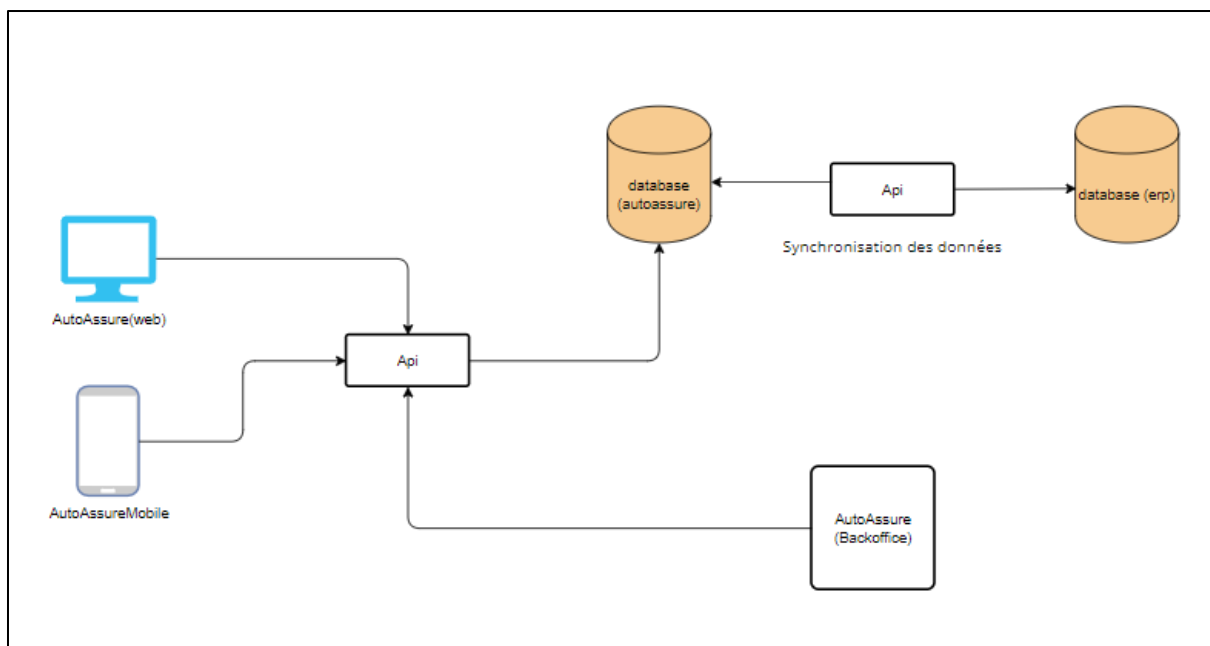 database
(autoassure)
Api
database (erp)
Synchronisation des données
AutoAssure(web)
Api
AutoAssureMobile
AutoAssure
(Backoffice)